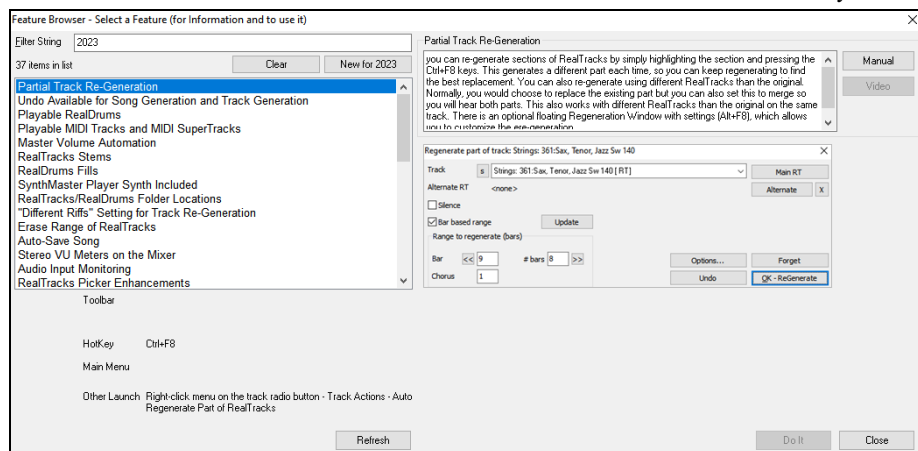 Feature Browser - Select a Feature (for Information and to use it)
Filter String 2023
37 items in list Clear New for 2023
Partial Track Re-Generation
Undo Available for Song Generation and Track Generation
Playable RealDrums
Playable MIDI Tracks and MIDI SuperTracks
Master Volume Automation
RealTracks Stems
RealDrums Fills
SynthMaster Player Synth Included
RealTracks/RealDrums Folder Locations
"Different Riffs" Setting for Track Re-Generation
Erase Range of RealTracks
Auto-Save Song
Stereo VU Meters on the Mixer
Audio Input Monitoring
RealTracks Picker Enhancements
Toolbar
HotKey Ctrl+F8
Main Menu
Other Launch Right-click menu on the track radio button - Track Actions - Auto
Regenerate Part of RealTracks
Refresh
Partial Track Re-Generation
you can re-generate sections of RealTracks by simply highlighting the section and pressing the
Ctrl+F8 keys. This generates a different part each time, so you can keep regenerating to find
the best replacement. You can also re-generate using different RealTracks than the original.
Normally, you would choose to replace the existing part but you can also set this to merge so
you will hear both parts. This also works with different RealTracks than the original on the same
track. There is an optional floating Regeneration Window with settings (Alt+F8), which allows
you to customize the ere-generation
Manual
Video
Regenerate part of track: Strings: 361:Sax, Tenor, Jazz Sw 140
Track s Strings: 361:Sax, Tenor, Jazz Sw 140 [ RT] Main RT
Alternate RT <none> Alternate X
Silence
Bar based range Update
Range to regenerate (bars)
Bar << 9 # bars 8 >> Options... Forget
Chorus 1 Undo OK - ReGenerate
Do It Close